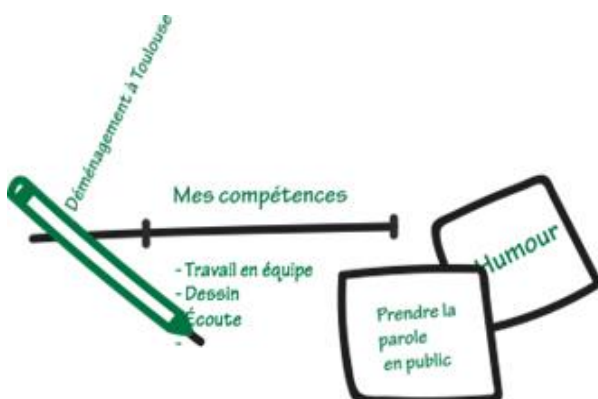 Déménagement à Toulouse
Mes compétences
- Travail en équipe
- Dessin
Écoute
-
Humour
Prendre la
parole
en public